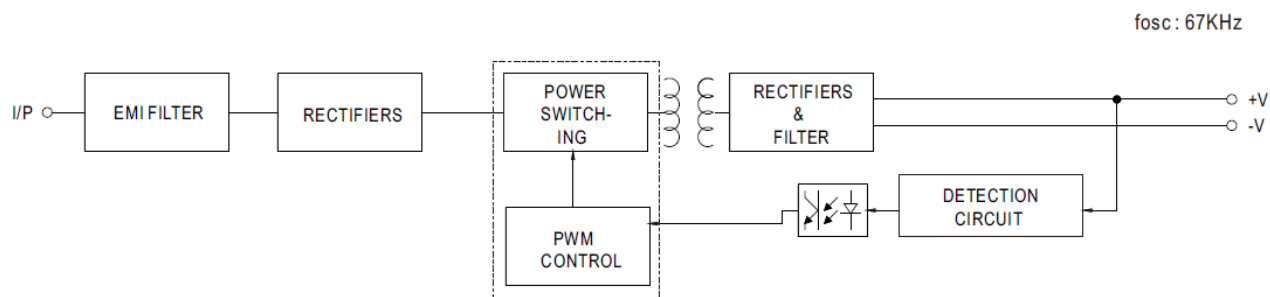 fosc : 67KHz
I/P
EMI FILTER
RECTIFIERS
POWER
SWITCH-
ING
RECTIFIERS
&
FILTER
+V
-V
DETECTION
CIRCUIT
PWM
CONTROL